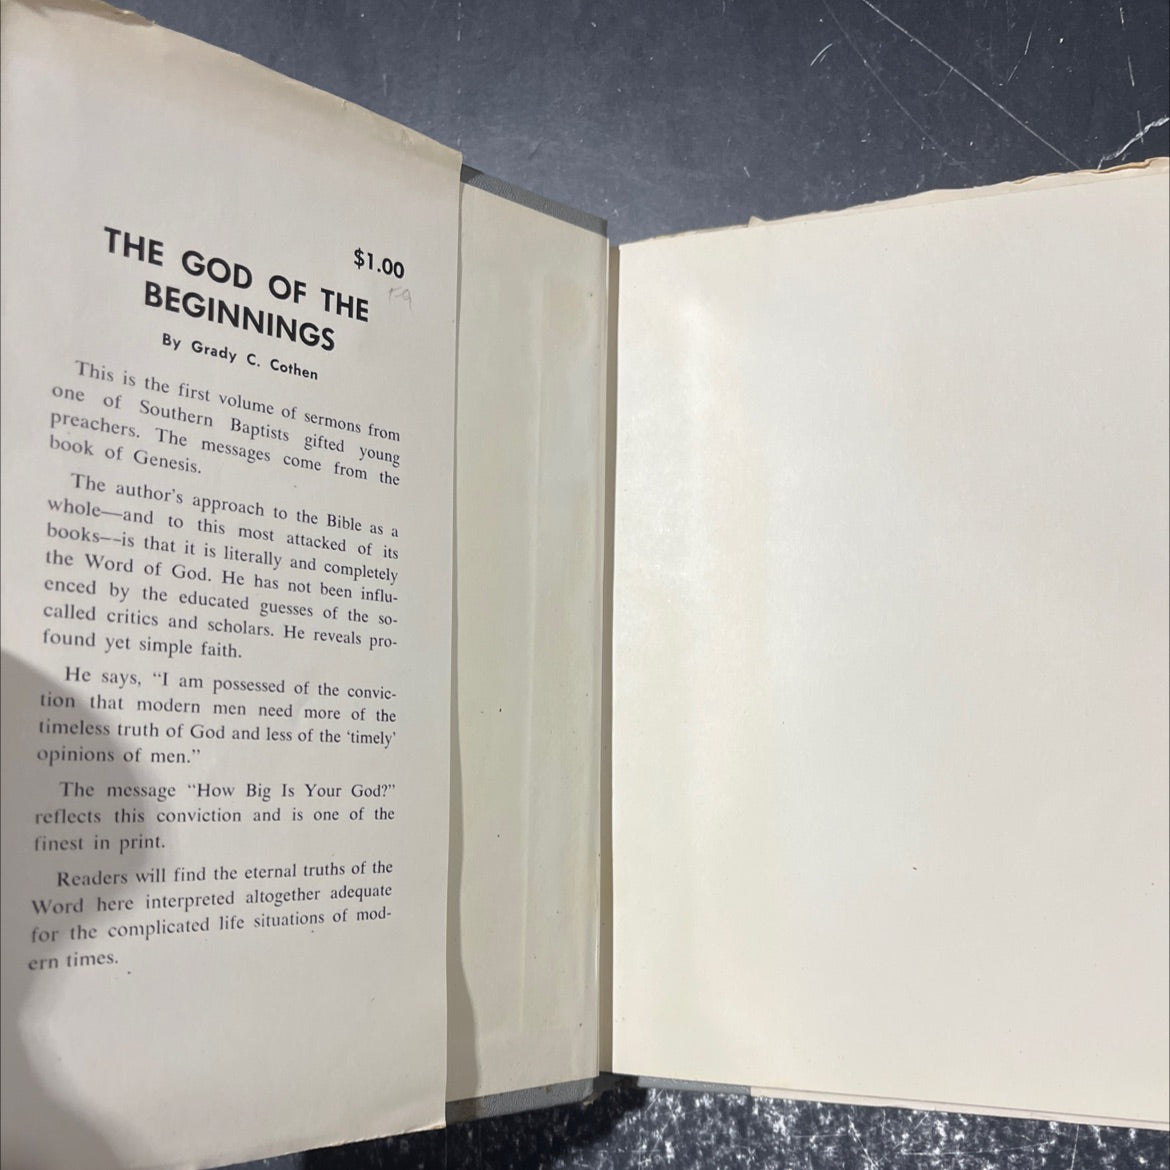 $1.00
THE GOD OF THE
BEGINNINGS
By Grady C. Cothen
This is the first volume of sermons from
one of Southern Baptists gifted young
preachers. The messages come from the
book of Genesis.
The author's approach to the Bible as a
whole—and to this most attacked of its
books—is that it is literally and completely
the Word of God. He has not been influ-
enced by the educated guesses of the so-
called critics and scholars. He reveals pro-
found yet simple faith.
He says, "I am possessed of the convic-
tion that modern men need more of the
timeless truth of God and less of the 'timely'
opinions of men."
The message "How Big Is Your God?"
reflects this conviction and is one of the
finest in print.
Readers will find the eternal truths of the
Word here interpreted altogether adequate
for the complicated life situations of mod-
ern times.